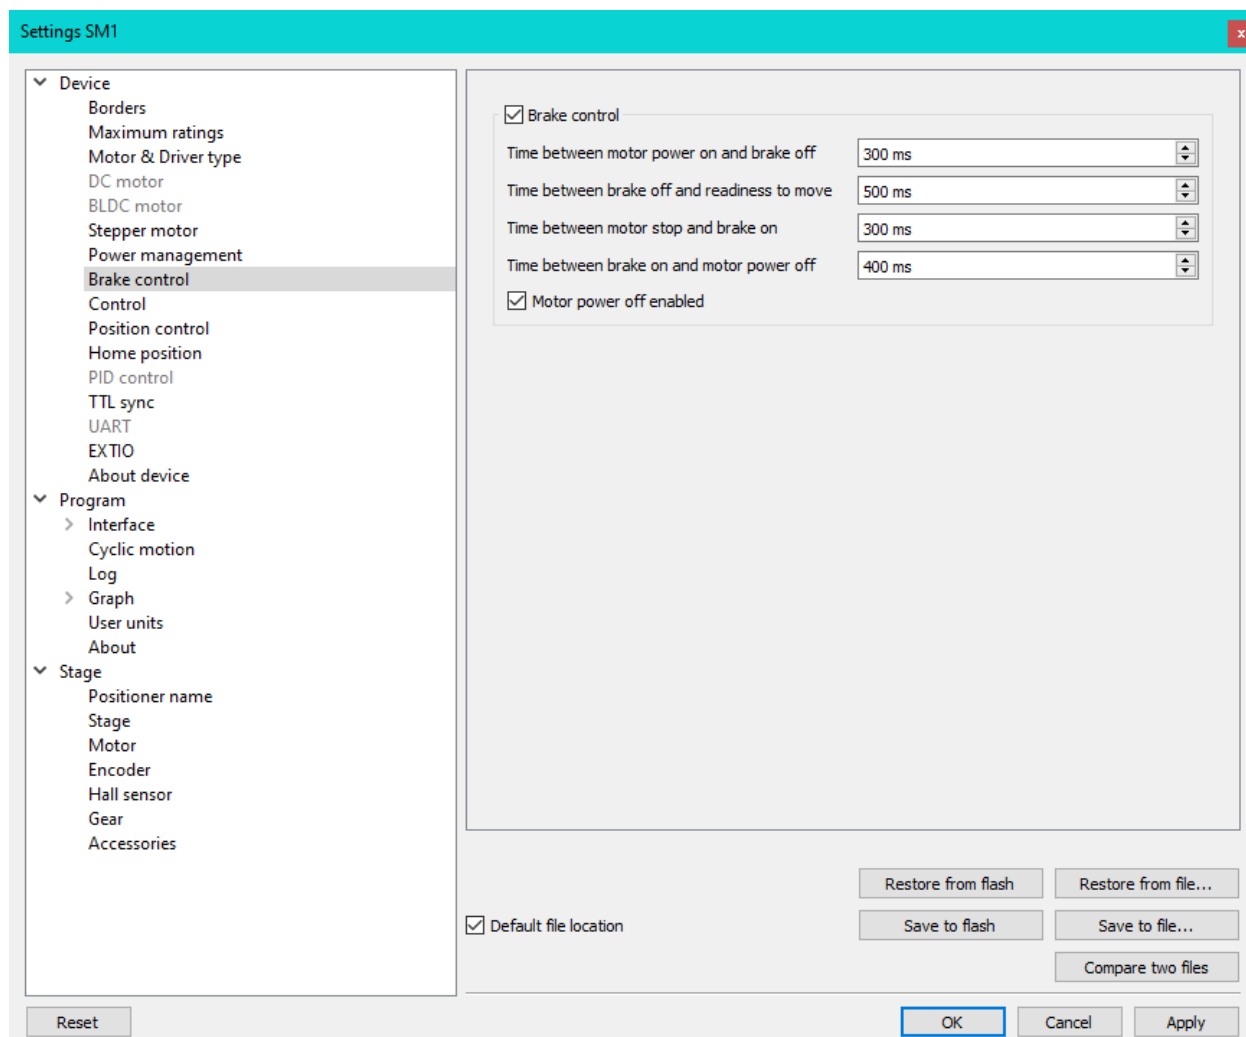 Settings SM1
x
Device
Borders
Maximum ratings
Motor & Driver type
DC motor
BLDC motor
Stepper motor
Power management
Brake control
Control
Position control
Home position
PID control
TTL sync
UART
EXTIO
About device
Program
Interface
Cyclic motion
Log
Graph
User units
About
Stage
Positioner name
Stage
Motor
Encoder
Hall sensor
Gear
Accessories
Brake control
Time between motor power on and brake off 300 ms
Time between brake off and readiness to move 500 ms
Time between motor stop and brake on 300 ms
Time between brake on and motor power off 400 ms
Motor power off enabled
Restore from flash Restore from file...
Default file location Save to flash Save to file...
Compare two files
Reset OK Cancel Apply